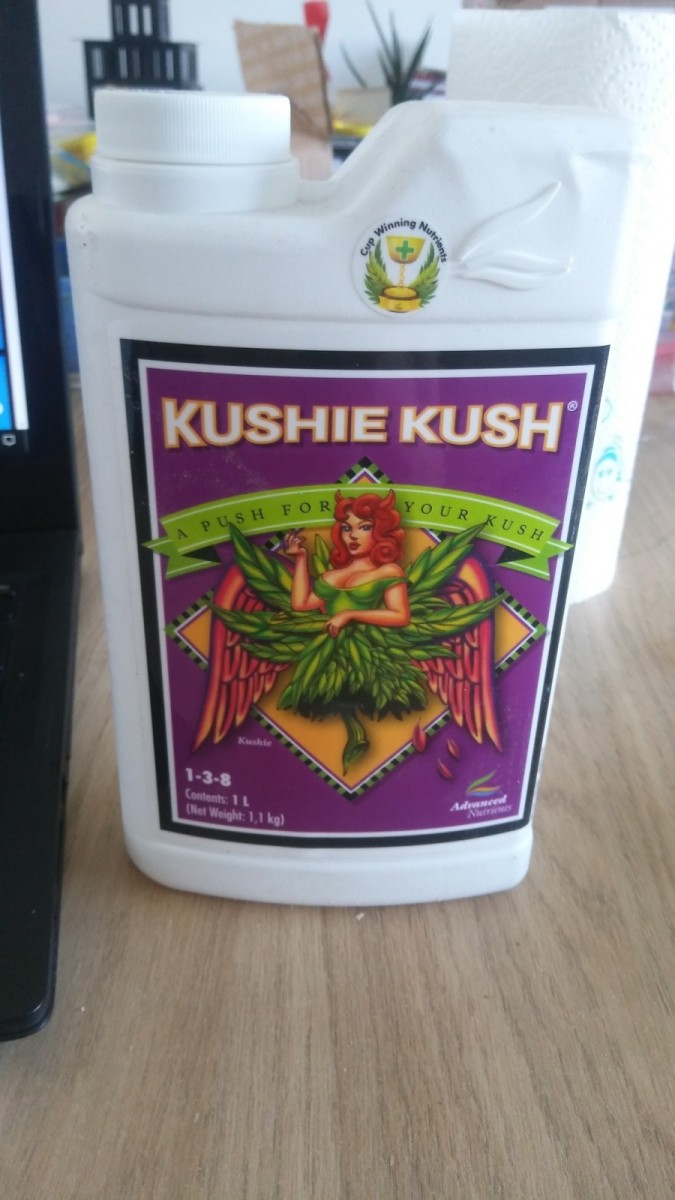 Cup Winning Nutrients
KUSHIE KUSH®
A PUSH FOR YOUR KUSH
Kushie
1-3-8
Contents: 1 L
(Net Weight: 1,1 kg)
Advanced
Nutrients